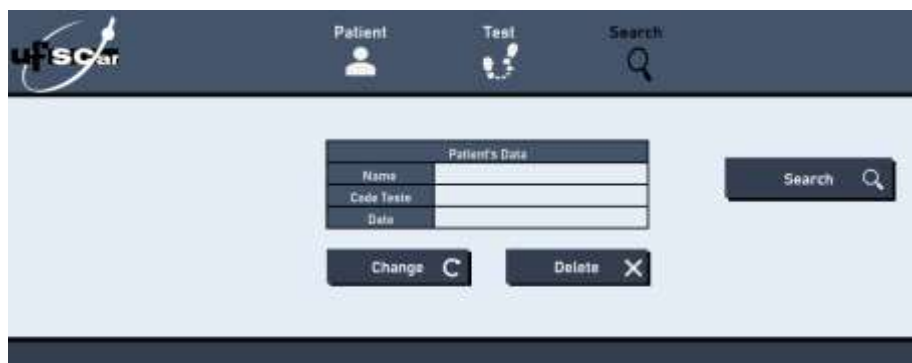 ufscar
Patient
Test
Search
Patient's Data
Name
Code Teste
Date
Search
Change
Delete